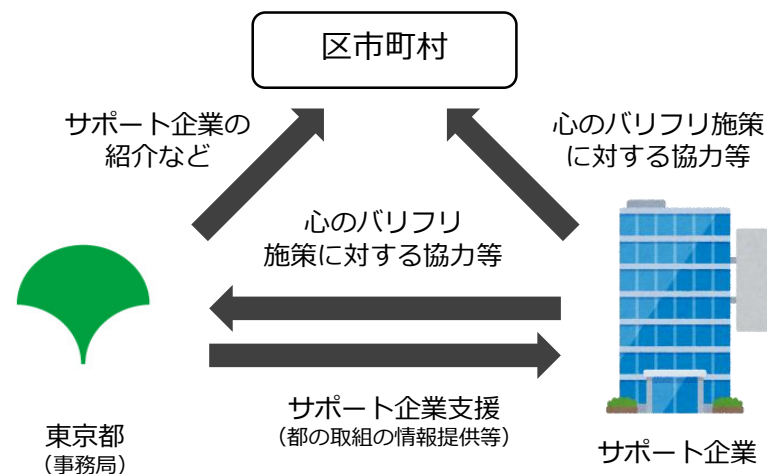 区市町村
サポート企業の
紹介など
心のバリフリ施策
に対する協力等
心のバリフリ
施策に対する協力等
サポート企業支援
（都の取組の情報提供等）
東京都
（事務局）
サポート企業